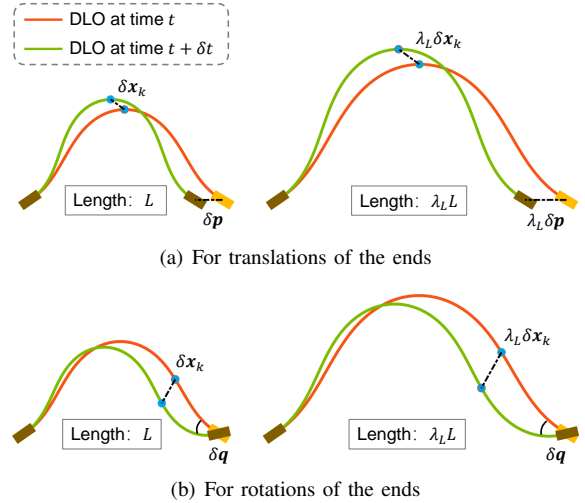 DLO at time t
DLO at time t + δt
δx_k
λ_L δx_k
Length: L
δp
Length: λ_L L
λ_L δp
(a) For translations of the ends
δx_k
λ_L δx_k
Length: L
δq
Length: λ_L L
δq
(b) For rotations of the ends